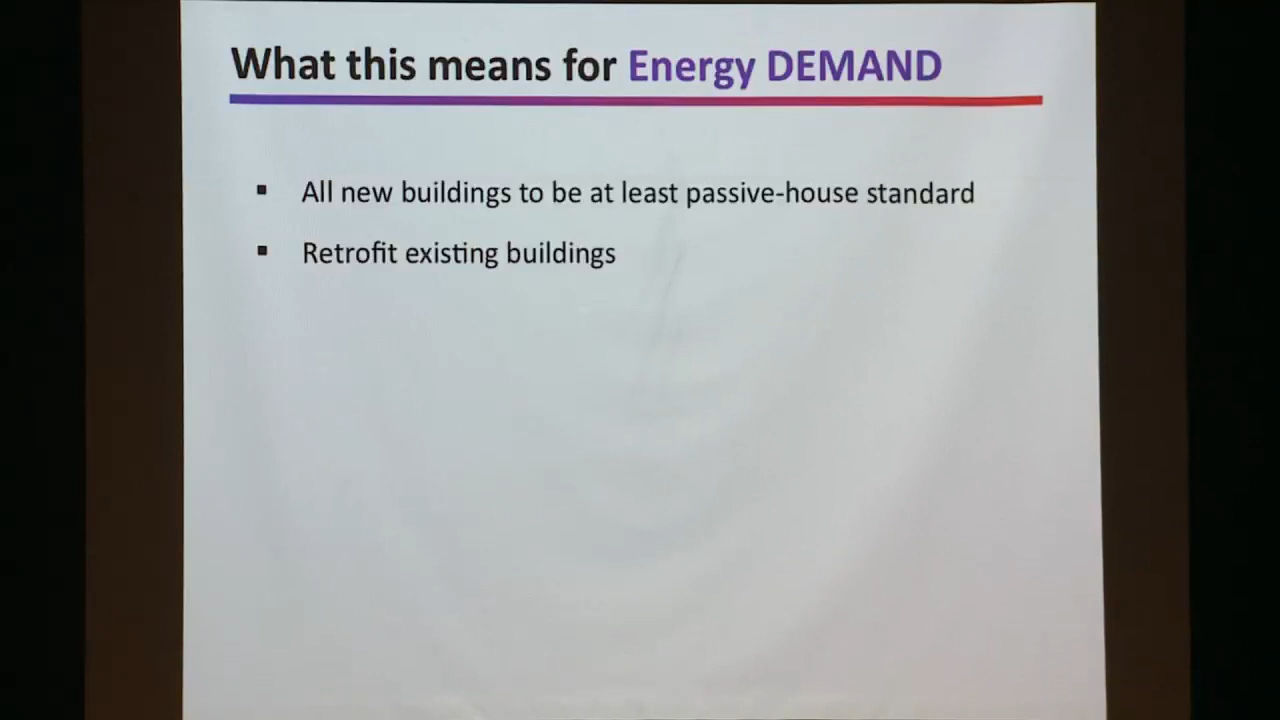 What this means for Energy DEMAND
▪ All new buildings to be at least passive-house standard
▪ Retrofit existing buildings